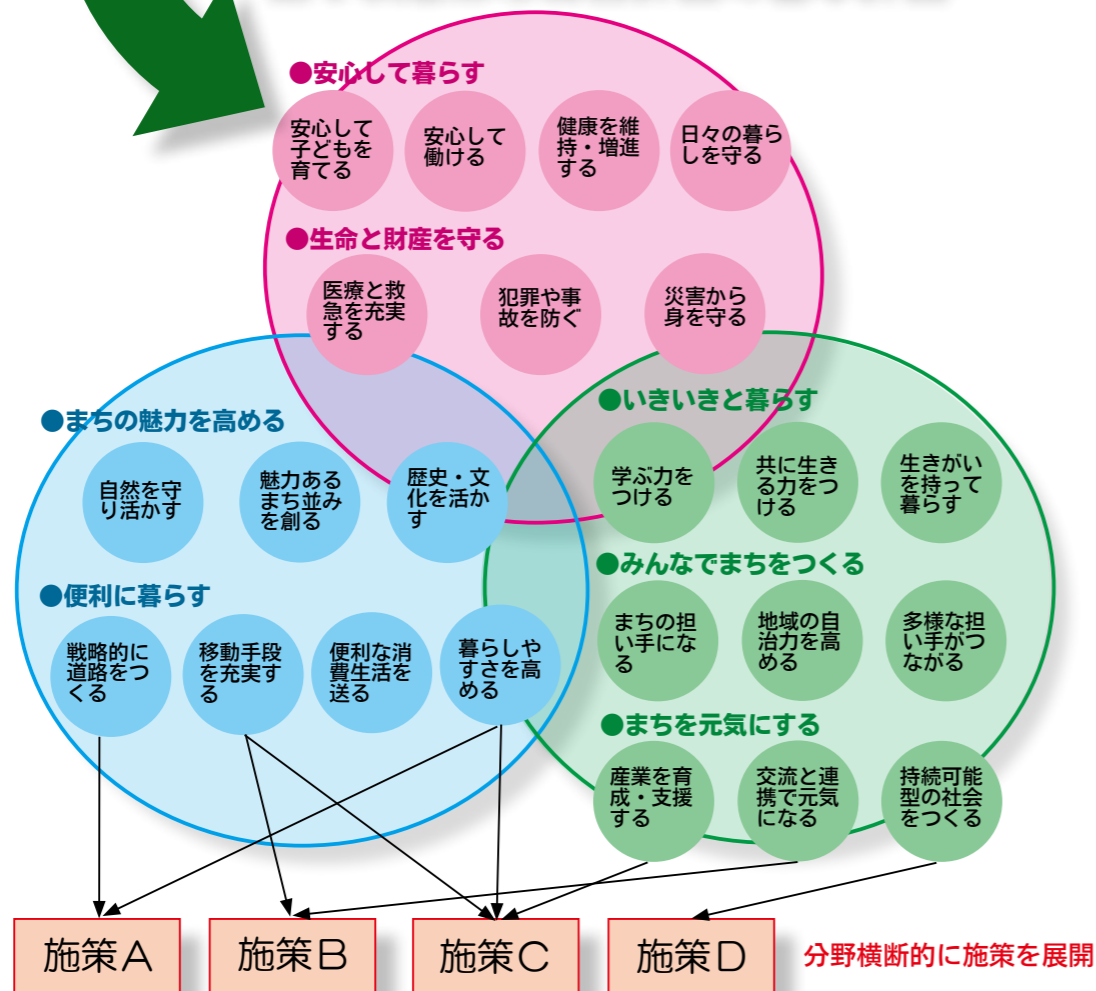 ●安心して暮らす
安心して
子どもを
育てる
安心して
働ける
健康を維
持・増進
する
日々の暮ら
しを守る
●生命と財産を守る
医療と救
急を充実
する
犯罪や事
故を防ぐ
災害から
身を守る
●まちの魅力を高める
自然を守
り活かす
魅力ある
まち並み
を創る
歴史・文
化を活か
す
●便利に暮らす
戦略的に
道路をつ
くる
移動手段
を充実す
る
便利な消
費生活を
送る
暮らしや
すさを高
める
●いきいきと暮らす
学ぶ力を
つける
共に生き
る力をつ
ける
生きがい
を持って
暮らす
●みんなでまちをつくる
まちの担
い手にな
る
地域の自
治力を高
める
多様な担
い手がつ
ながる
●まちを元気にする
産業を育
成・支援
する
交流と連
携で元気
になる
持続可能
型の社会
をつくる
施策A
施策B
施策C
施策D
分野横断的に施策を展開